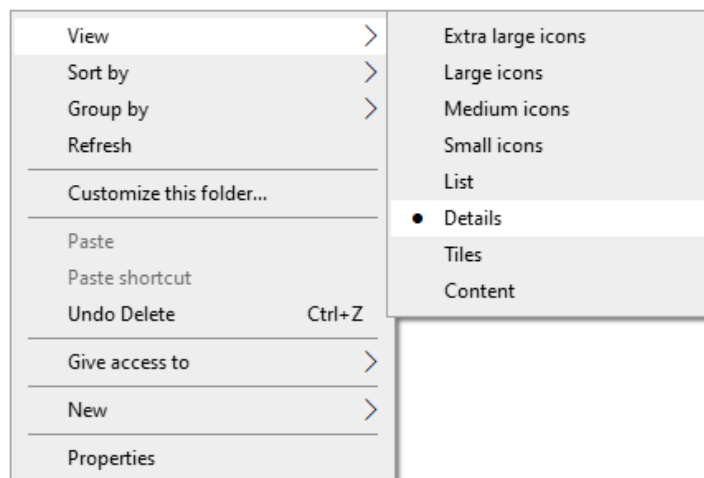 View
Sort by
Group by
Refresh
Customize this folder...
Paste
Paste shortcut
Undo Delete Ctrl+Z
Give access to
New
Properties
Extra large icons
Large icons
Medium icons
Small icons
List
Details
Tiles
Content